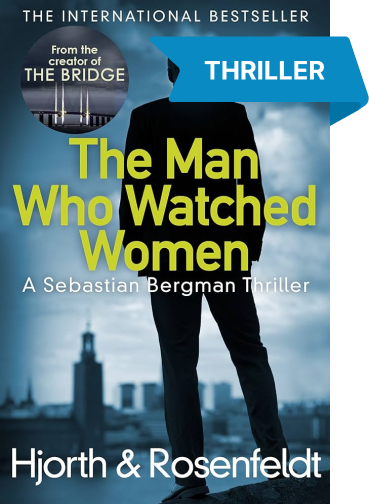 THE INTERNATIONAL BESTSELLER
From the
creator of
THE BRIDGE
THRILLER
The Man
Who Watched
Women
A Sebastian Bergman Thriller
Hjorth & Rosenfeldt